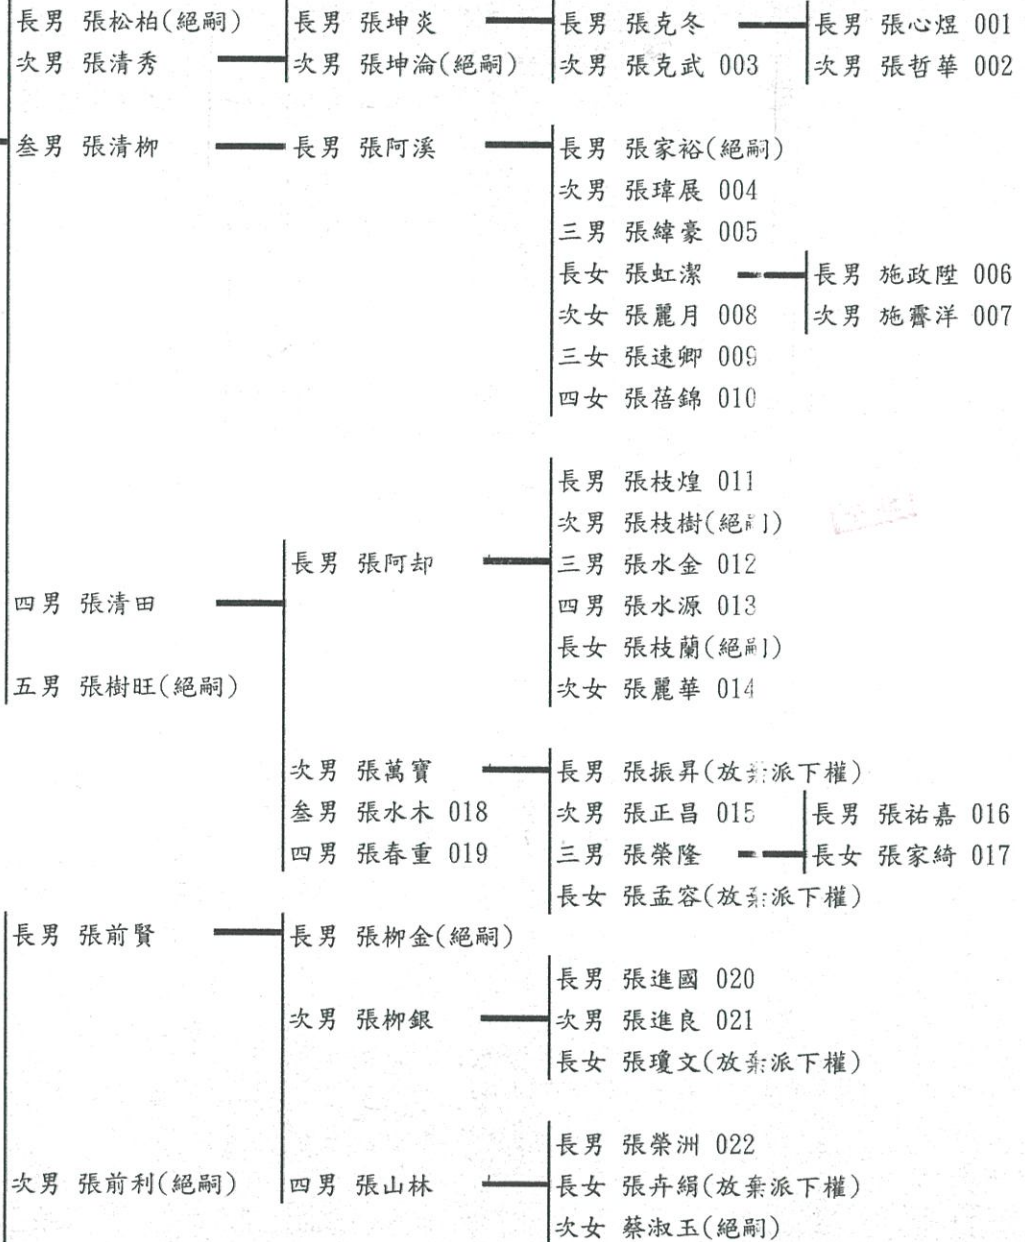 長男 張松柏(絕嗣) 長男 張坤炎 長男 張克冬 長男 張心煜 001
次男 張清秀 次男 張坤淪(絕嗣) 次男 張克武 003 次男 張哲華 002
叁男 張清柳 長男 張阿溪 長男 張家裕(絕嗣)
次男 張瑋展 004
三男 張緯豪 005
長女 張虹潔 長男 施政陞 006
次女 張麗月 008 次男 施霽洋 007
三女 張速卿 009
四女 張蓓錦 010
長男 張枝煌 011
次男 張枝樹(絕嗣)
長男 張阿却 三男 張水金 012
四男 張清田 四男 張水源 013
長女 張枝蘭(絕嗣)
五男 張樹旺(絕嗣) 次女 張麗華 014
次男 張萬寶 長男 張振昇(放棄派下權)
叁男 張水木 018 次男 張正昌 015 長男 張祐嘉 016
四男 張春重 019 三男 張榮隆 長女 張家綺 017
長女 張孟容(放棄派下權)
長男 張前賢 長男 張柳金(絕嗣)
長男 張進國 020
次男 張柳銀 次男 張進良 021
長女 張瓊文(放棄派下權)
長男 張榮洲 022
次男 張前利(絕嗣) 四男 張山林 長女 張卉絹(放棄派下權)
次女 蔡淑玉(絕嗣)